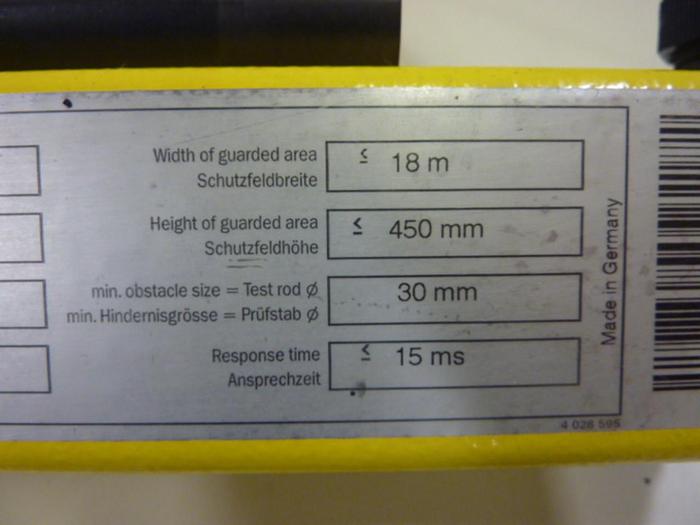 Width of guarded area
Schutzfeldbreite
≤ 18 m
Height of guarded area
Schutzfeldhöhe
≤ 450 mm
min. obstacle size = Test rod Ø
min. Hindernisgrösse = Prüfstab Ø
30 mm
Response time
Ansprechzeit
≤ 15 ms
Made in Germany
4 028 595